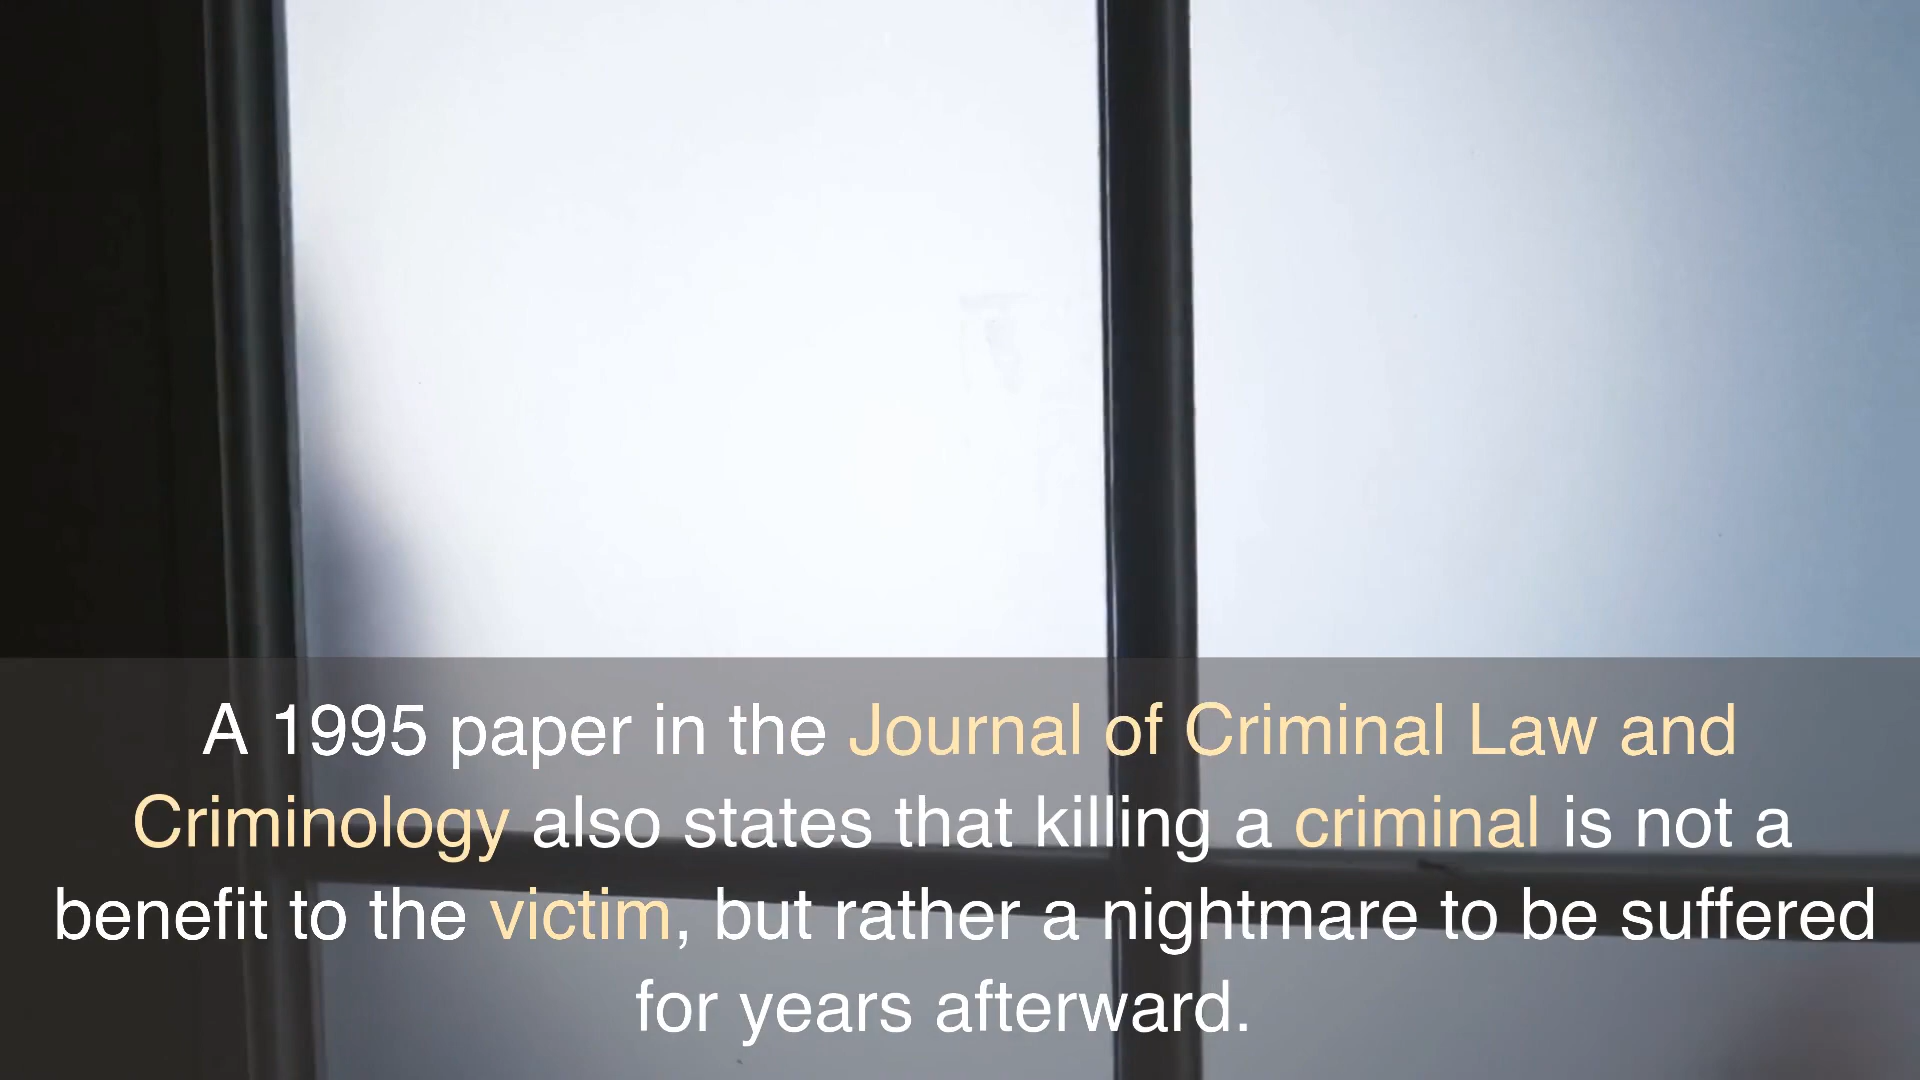 A 1995 paper in the Journal of Criminal Law and
Criminology also states that killing a criminal is not a
benefit to the victim, but rather a nightmare to be suffered
for years afterward.